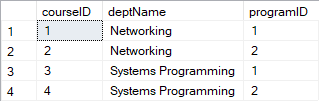 courseID deptName programID
1 1 Networking 1
2 2 Networking 2
3 3 Systems Programming 1
4 4 Systems Programming 2